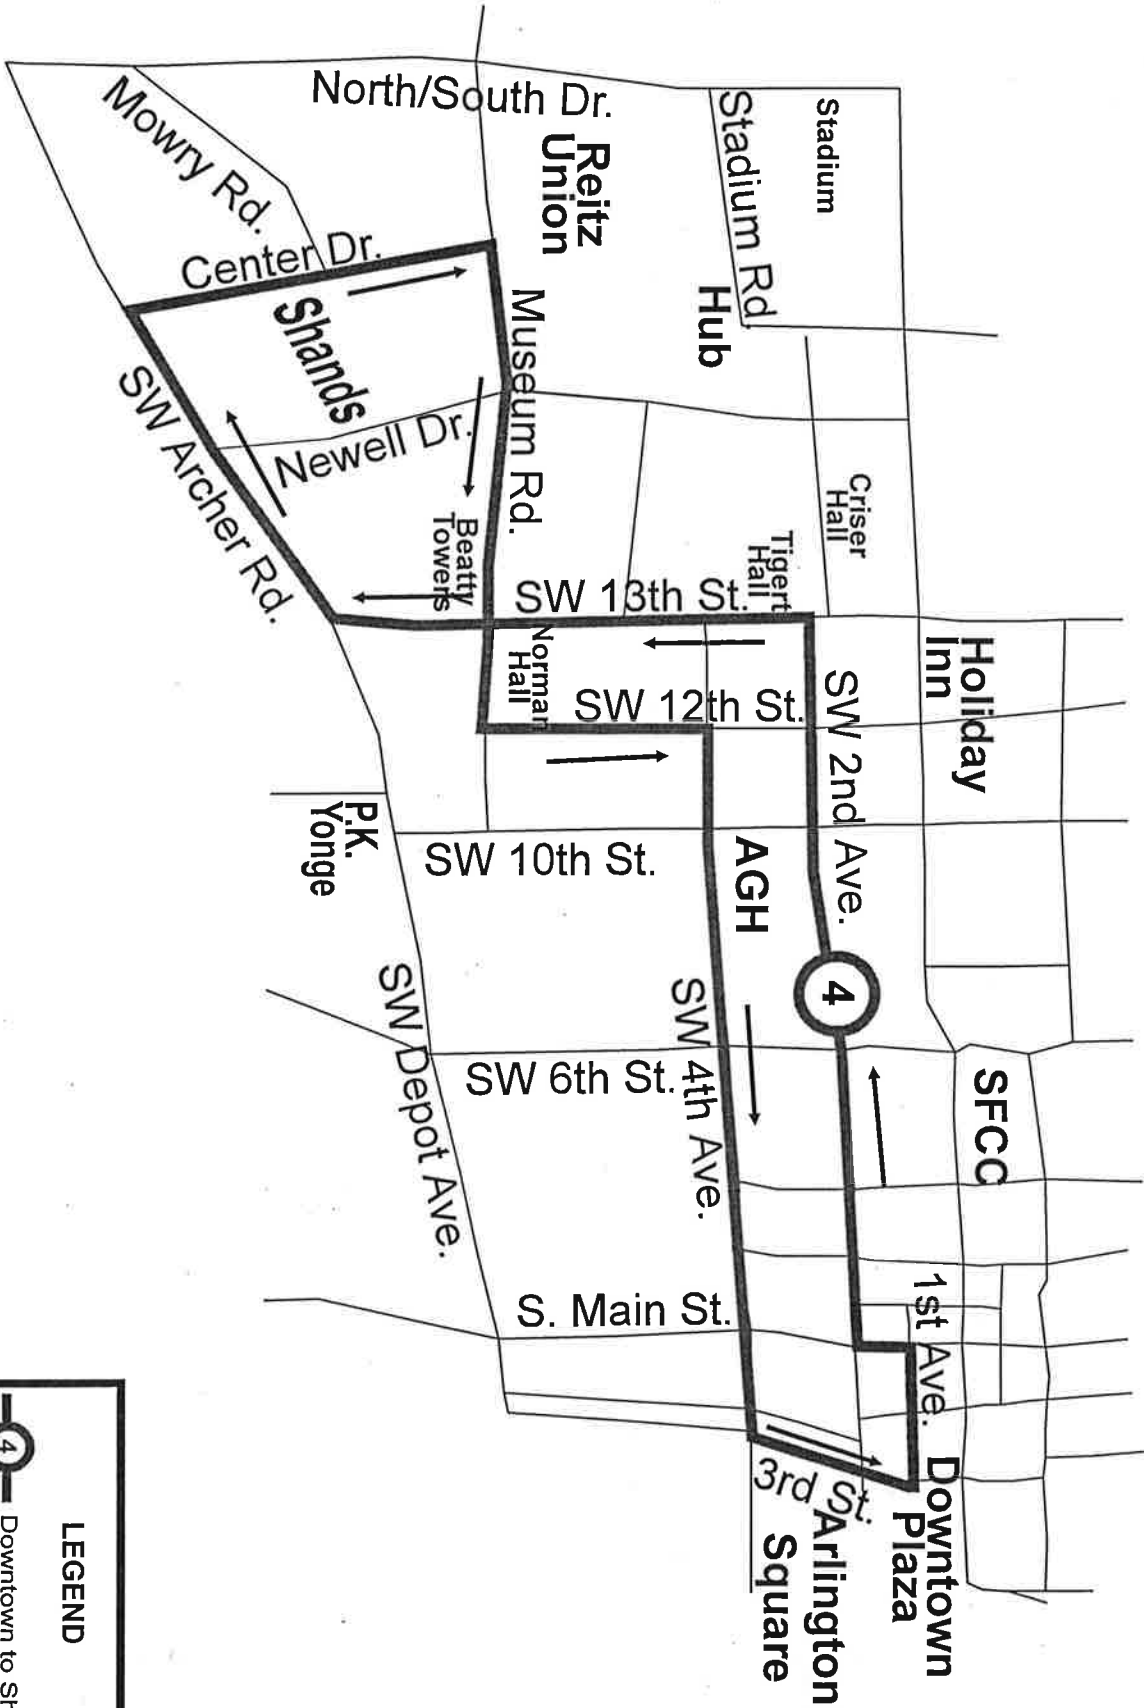 North/South Dr.
Mowry Rd.
Center Dr.
Shands
SW Archer Rd.
Newell Dr.
Museum Rd.
Reitz
Union
Stadium
Stadium Rd
Hub
Criser
Hall
Tigert
Hall
Beatty
Towers
SW 13th St.
Norman
Hall
SW 12th St.
Holiday
Inn
SW 2nd Ave.
P.K.
Yonge
SW 10th St.
AGH
4
SW Depot Ave.
SW 6th St.
SW 4th Ave.
SFCC
S. Main St.
1st Ave.
3rd St.
Downtown
Plaza
Arlington
Square
LEGEND
4
Downtown to